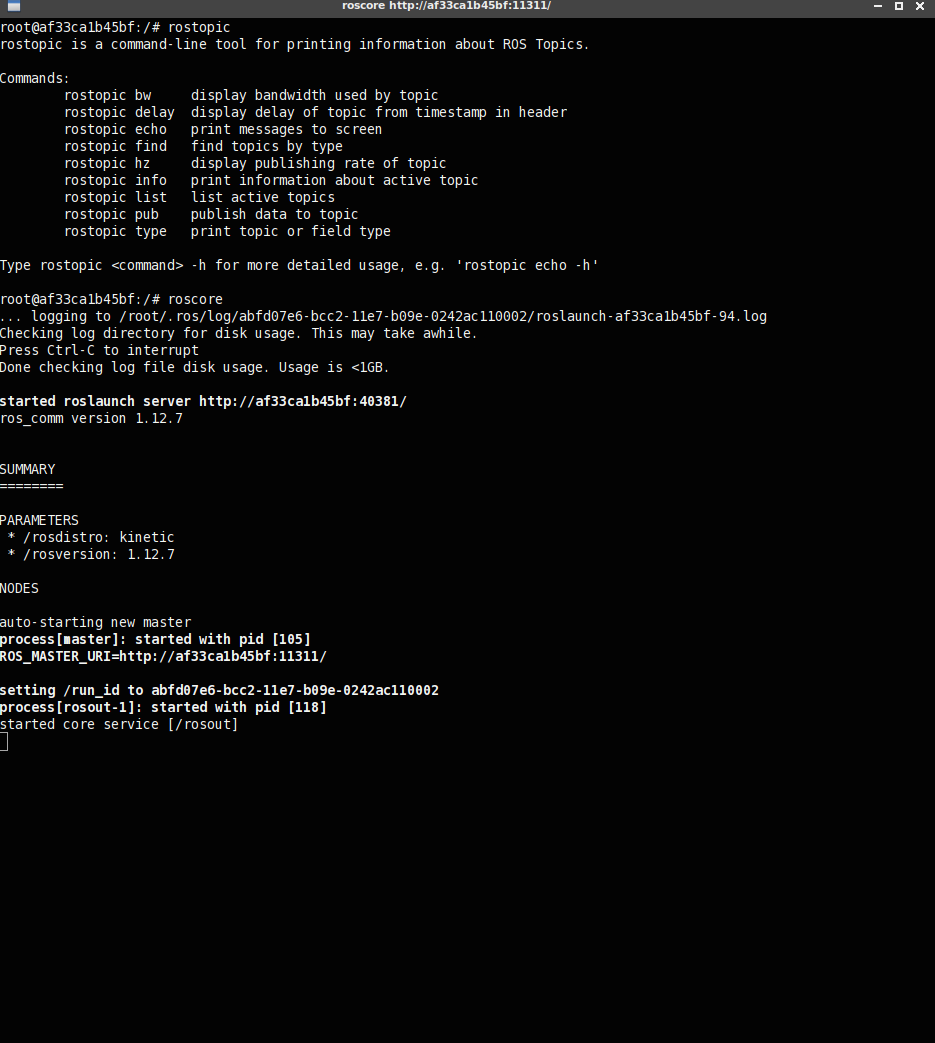 roscore http://af33ca1b45bf:11311/
root@af33ca1b45bf:/# rostopic
rostopic is a command-line tool for printing information about ROS Topics.
Commands:
rostopic bw display bandwidth used by topic
rostopic delay display delay of topic from timestamp in header
rostopic echo print messages to screen
rostopic find find topics by type
rostopic hz display publishing rate of topic
rostopic info print information about active topic
rostopic list list active topics
rostopic pub publish data to topic
rostopic type print topic or field type
Type rostopic <command> -h for more detailed usage, e.g. 'rostopic echo -h'
root@af33ca1b45bf:/# roscore
... logging to /root/.ros/log/abfd07e6-bcc2-11e7-b09e-0242ac110002/roslaunch-af33ca1b45bf-94.log
Checking log directory for disk usage. This may take awhile.
Press Ctrl-C to interrupt
Done checking log file disk usage. Usage is <1GB.
started roslaunch server http://af33ca1b45bf:40381/
ros_comm version 1.12.7
SUMMARY
========
PARAMETERS
* /rosdistro: kinetic
* /rosversion: 1.12.7
NODES
auto-starting new master
process[master]: started with pid [105]
ROS_MASTER_URI=http://af33ca1b45bf:11311/
setting /run_id to abfd07e6-bcc2-11e7-b09e-0242ac110002
process[rosout-1]: started with pid [118]
started core service [/rosout]